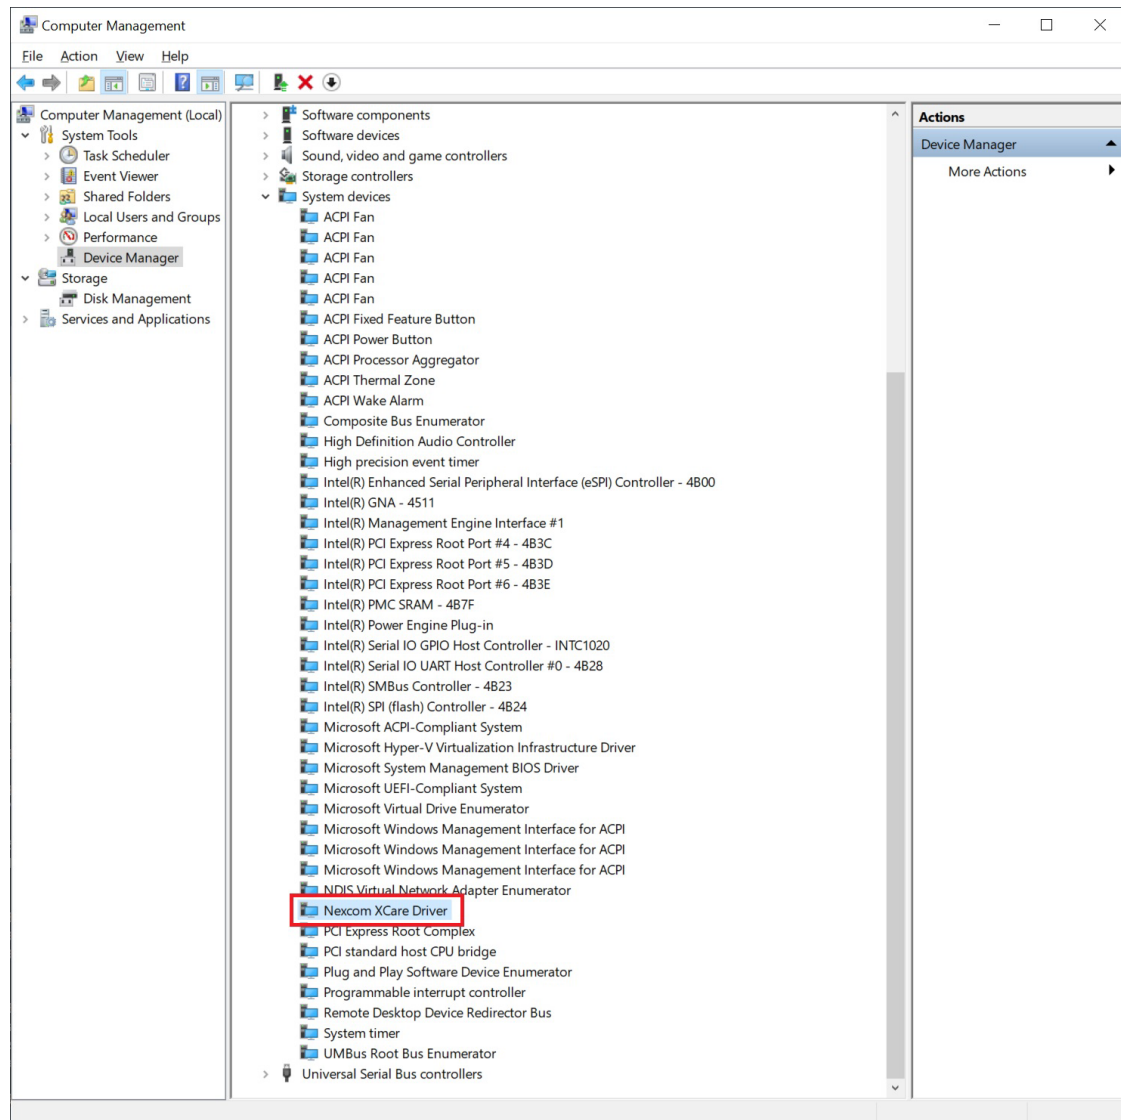 Computer Management
File Action View Help
Computer Management (Local)
System Tools
Task Scheduler
Event Viewer
Shared Folders
Local Users and Groups
Performance
Device Manager
Storage
Disk Management
Services and Applications
Software components
Software devices
Sound, video and game controllers
Storage controllers
System devices
ACPI Fan
ACPI Fan
ACPI Fan
ACPI Fan
ACPI Fan
ACPI Fixed Feature Button
ACPI Power Button
ACPI Processor Aggregator
ACPI Thermal Zone
ACPI Wake Alarm
Composite Bus Enumerator
High Definition Audio Controller
High precision event timer
Intel(R) Enhanced Serial Peripheral Interface (eSPI) Controller - 4B00
Intel(R) GNA - 4511
Intel(R) Management Engine Interface #1
Intel(R) PCI Express Root Port #4 - 4B3C
Intel(R) PCI Express Root Port #5 - 4B3D
Intel(R) PCI Express Root Port #6 - 4B3E
Intel(R) PMC SRAM - 4B7F
Intel(R) Power Engine Plug-in
Intel(R) Serial IO GPIO Host Controller - INTC1020
Intel(R) Serial IO UART Host Controller #0 - 4B28
Intel(R) SMBus Controller - 4B23
Intel(R) SPI (flash) Controller - 4B24
Microsoft ACPI-Compliant System
Microsoft Hyper-V Virtualization Infrastructure Driver
Microsoft System Management BIOS Driver
Microsoft UEFI-Compliant System
Microsoft Virtual Drive Enumerator
Microsoft Windows Management Interface for ACPI
Microsoft Windows Management Interface for ACPI
Microsoft Windows Management Interface for ACPI
NDIS Virtual Network Adapter Enumerator
Nexcom XCare Driver
PCI Express Root Complex
PCI standard host CPU bridge
Plug and Play Software Device Enumerator
Programmable interrupt controller
Remote Desktop Device Redirector Bus
System timer
UMBus Root Bus Enumerator
Universal Serial Bus controllers
Actions
Device Manager
More Actions